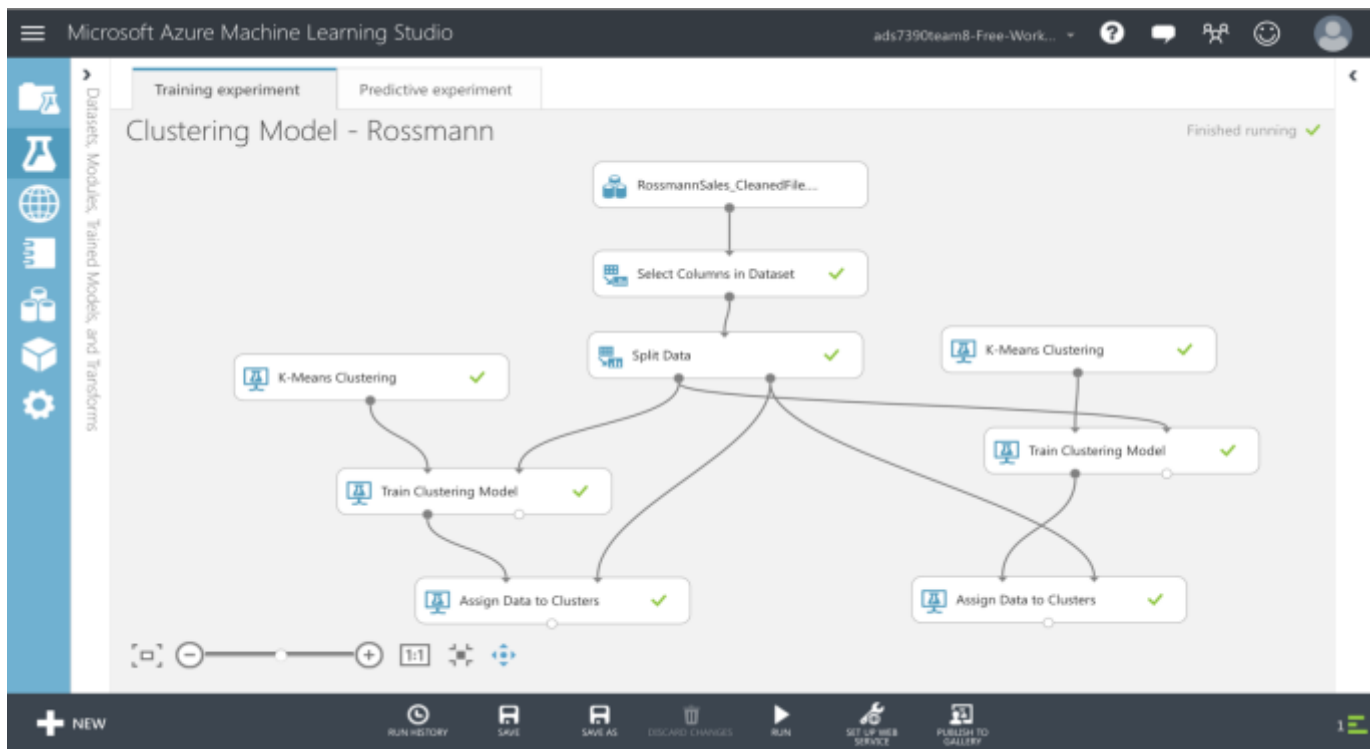 Microsoft Azure Machine Learning Studio
ads7390team8-Free-Work...
Datasets, Modules, Trained Models, and Transforms
Training experiment
Predictive experiment
Clustering Model - Rossmann
Finished running
RossmannSales_CleanedFile....
Select Columns in Dataset
Split Data
K-Means Clustering
K-Means Clustering
Train Clustering Model
Train Clustering Model
Assign Data to Clusters
Assign Data to Clusters
1:1
NEW
RUN HISTORY
SAVE
SAVE AS
DISCARD CHANGES
RUN
SET UP WEB
SERVICE
PUBLISH TO
GALLERY
1